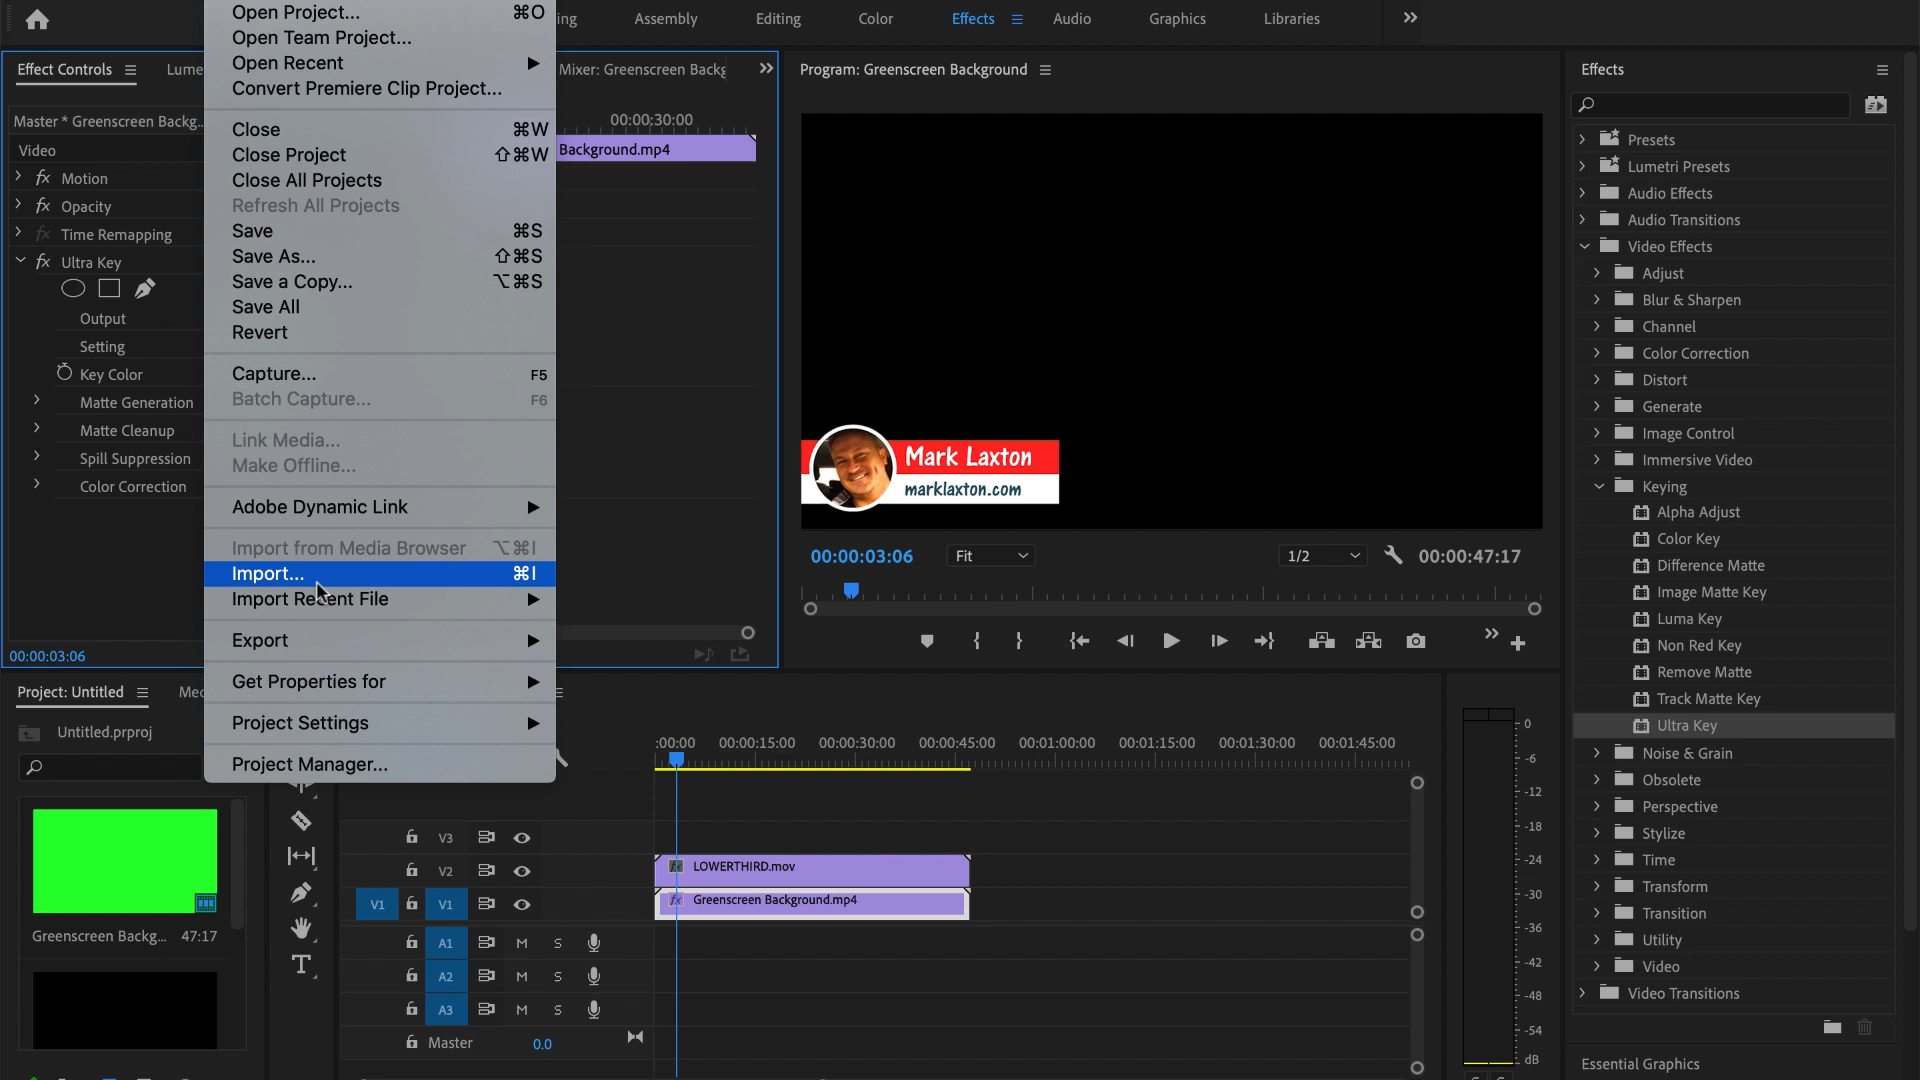 Open Project... ⌘O
Open Team Project...
Open Recent
Convert Premiere Clip Project...
Close ⌘W
Close Project ⇧⌘W
Close All Projects
Refresh All Projects
Save ⌘S
Save As... ⇧⌘S
Save a Copy... ⌥⌘S
Save All
Revert
Capture... F5
Batch Capture... F6
Link Media...
Make Offline...
Adobe Dynamic Link
Import from Media Browser ⌥⌘I
Import... ⌘I
Import Recent File
Export
Get Properties for
Project Settings
Project Manager...
ing Assembly Editing Color Effects Audio Graphics Libraries
Effect Controls Lume Mixer: Greenscreen Backg
Master * Greenscreen Backg... 00:00:30:00
Video Background.mp4
fx Motion
fx Opacity
fx Time Remapping
fx Ultra Key
Output
Setting
Key Color
Matte Generation
Matte Cleanup
Spill Suppression
Color Correction
00:00:03:06
Program: Greenscreen Background
Mark Laxton
marklaxton.com
00:00:03:06 Fit 1/2 00:00:47:17
Effects
Presets
Lumetri Presets
Audio Effects
Audio Transitions
Video Effects
Adjust
Blur & Sharpen
Channel
Color Correction
Distort
Generate
Image Control
Immersive Video
Keying
Alpha Adjust
Color Key
Difference Matte
Image Matte Key
Luma Key
Non Red Key
Remove Matte
Track Matte Key
Ultra Key
Noise & Grain
Obsolete
Perspective
Stylize
Time
Transform
Transition
Utility
Video
Video Transitions
Essential Graphics
Project: Untitled Med
Untitled.prproj
Greenscreen Backg... 47:17
T
:00:00 00:00:15:00 00:00:30:00 00:00:45:00 00:01:00:00 00:01:15:00 00:01:30:00 00:01:45:00
V3
V2 fx LOWERTHIRD.mov
V1 V1 fx Greenscreen Background.mp4
A1 M S
A2 M S
A3 M S
Master 0.0
0
-6
-12
-18
-24
-30
-36
-42
-48
-54
dB